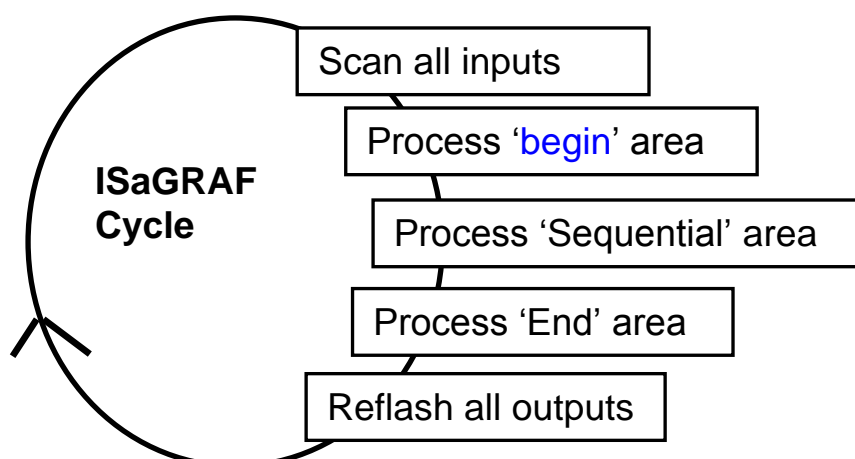 Scan all inputs
Process ‘begin’ area
ISaGRAF
Cycle
Process ‘Sequential’ area
Process ‘End’ area
Reflash all outputs